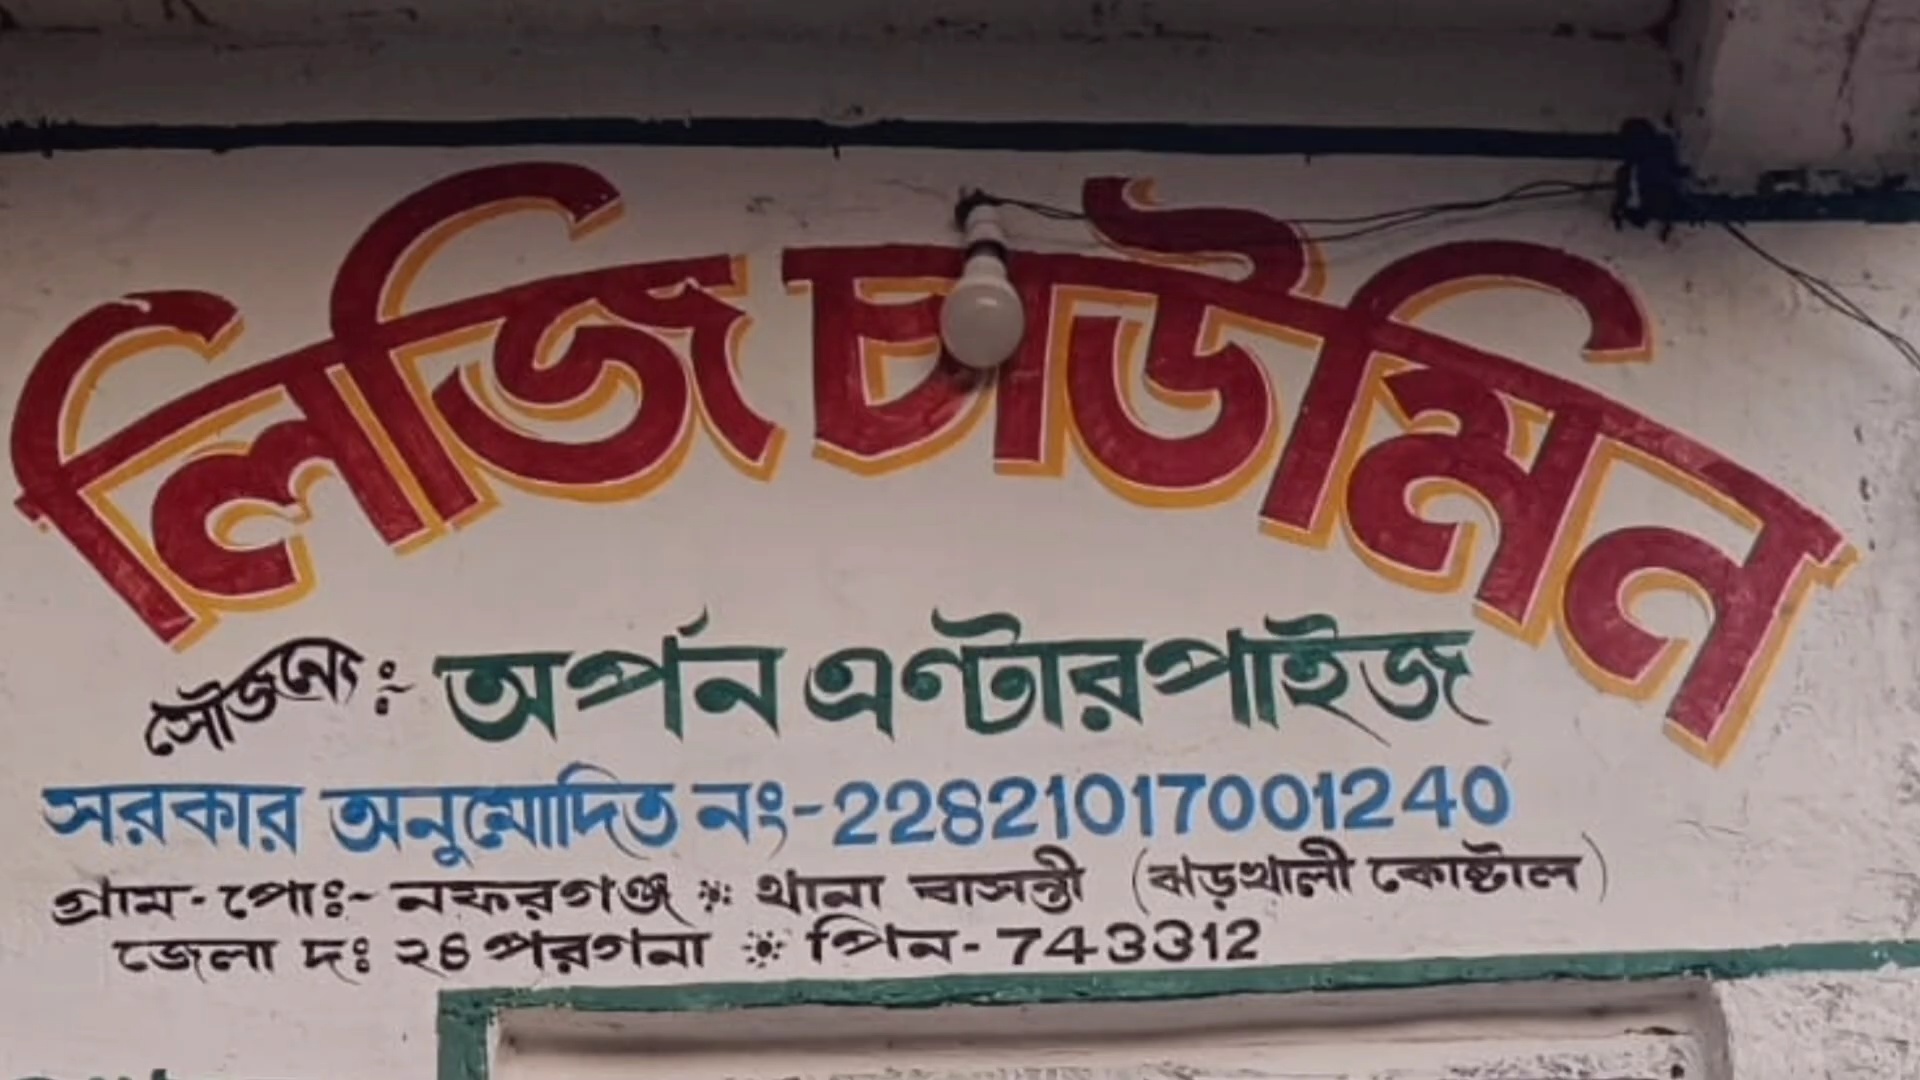 লিজি চাউমিন
সৌজন্যে :- অর্পন এণ্টারপাইজ
সরকার অনুমোদিত নং-22821017001240
গ্রাম-পোঃ- নফরগঞ্জ ※ থানা বাসন্তী (ঝড়খালী কোষ্টাল)
জেলা দঃ ২৪ পরগনা ※ পিন-743312